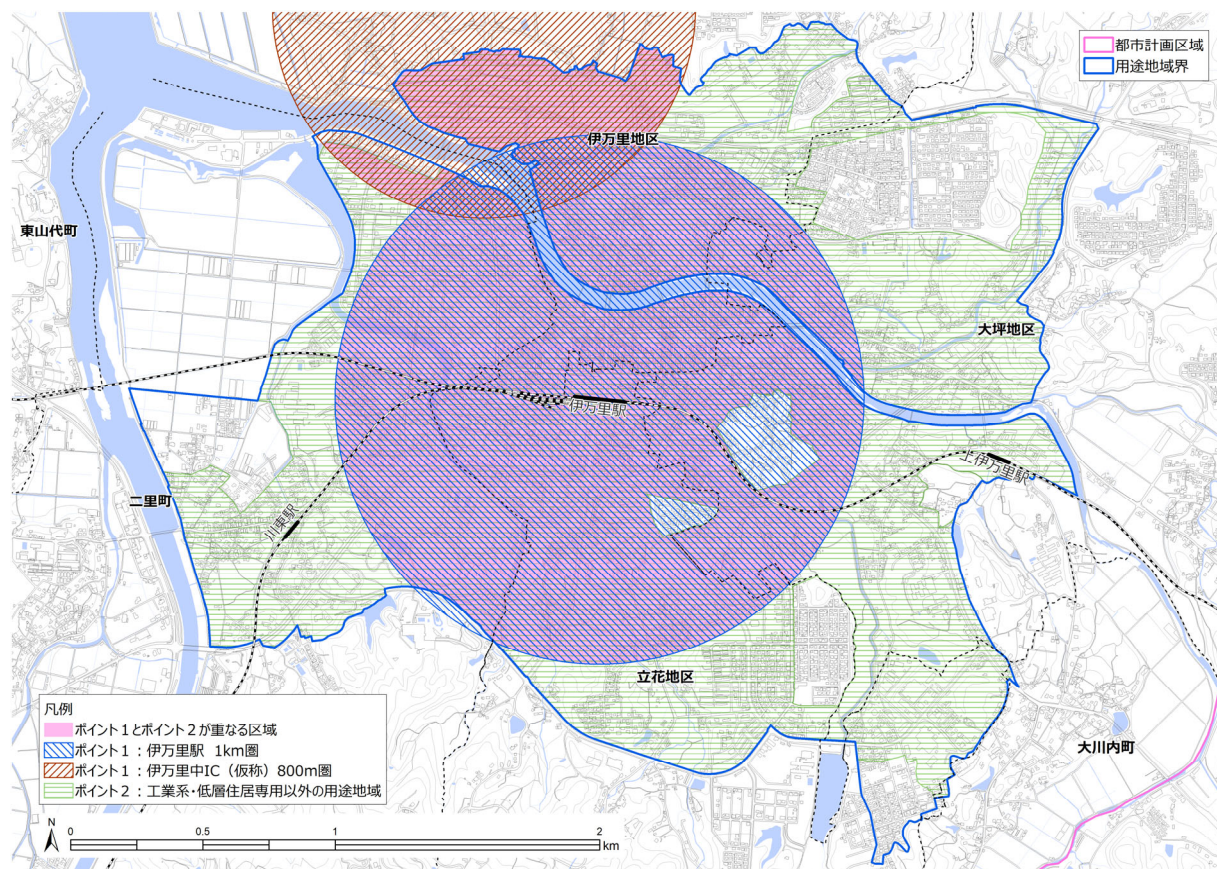 都市計画区域
用途地域界
伊万里地区
東山代町
大坪地区
伊万里駅
上伊万里駅
二里町
川東駅
立花地区
大川内町
凡例
ポイント1とポイント2が重なる区域
ポイント1:伊万里駅 1km圏
ポイント1:伊万里中IC(仮称)800m圏
ポイント2:工業系・低層住居専用以外の用途地域
N
0 0.5 1 2
km